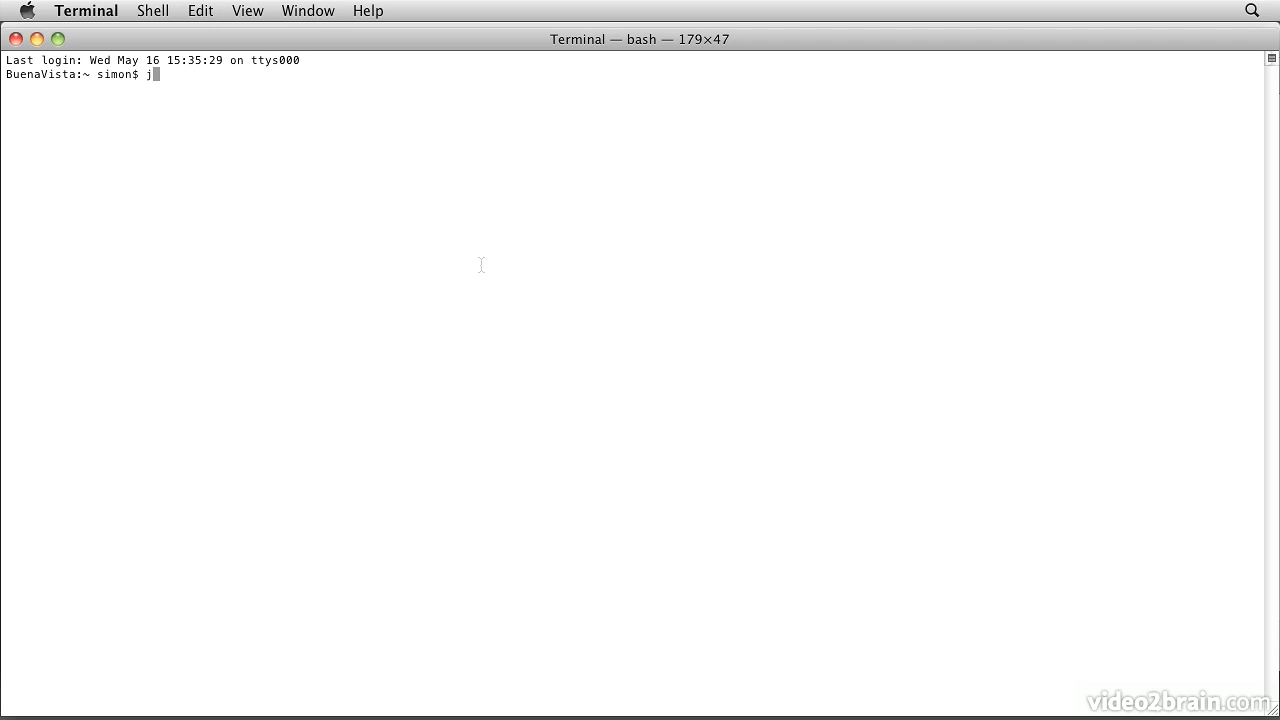 Terminal Shell Edit View Window Help
Terminal — bash — 179×47
Last login: Wed May 16 15:35:29 on ttys000
BuenaVista:~ simon$ j
video2brain.com